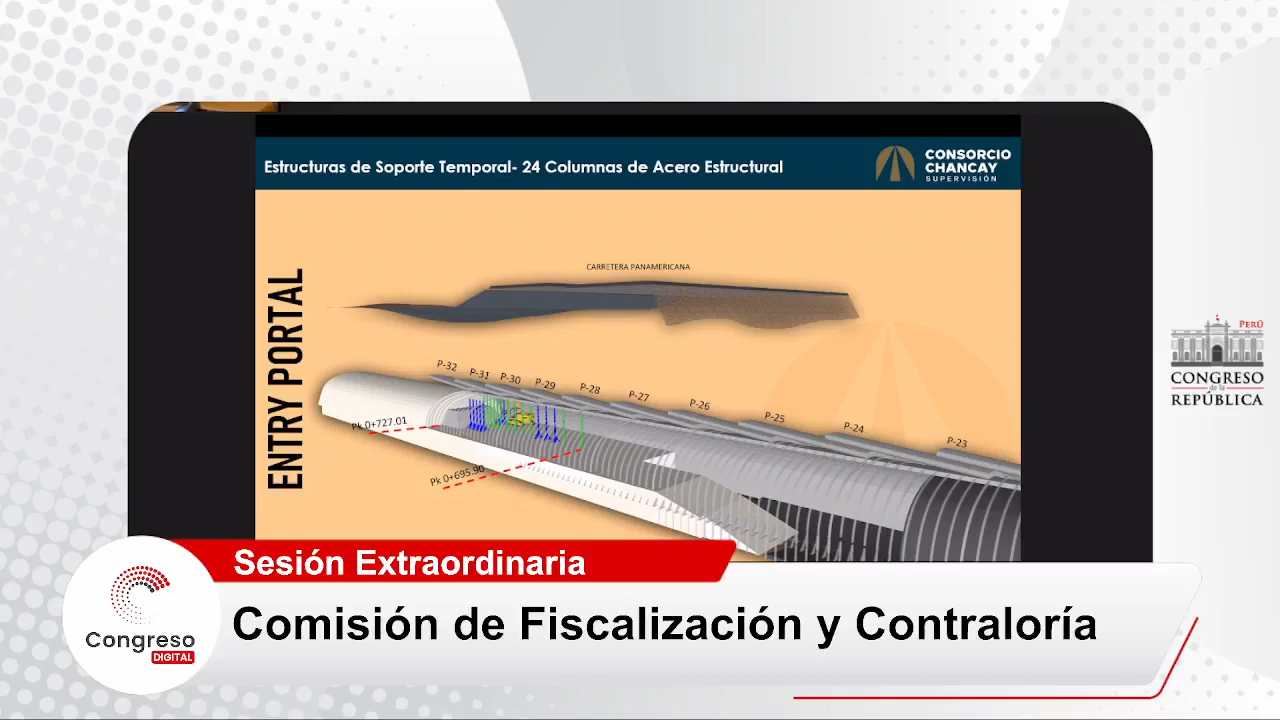 Estructuras de Soporte Temporal- 24 Columnas de Acero Estructural
CONSORCIO
CHANCAY
SUPERVISIÓN
CARRETERA PANAMERICANA
ENTRY PORTAL
P-32
P-31
P-30
P-29
P-28
P-27
P-26
P-25
P-24
P-23
Pk 0+727.01
Pk 0+695.90
PERÚ
CONGRESO
de la
REPÚBLICA
Sesión Extraordinaria
Comisión de Fiscalización y Contraloría
Congreso
DIGITAL